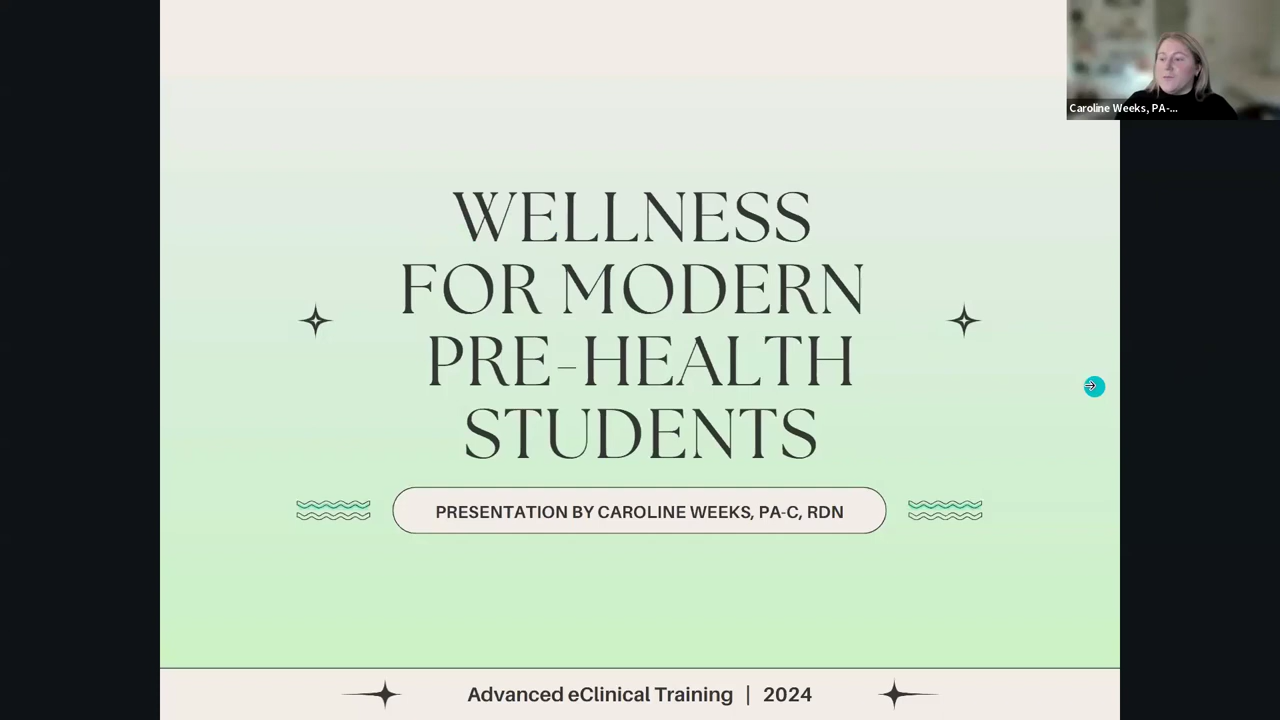 Caroline Weeks, PA-...
WELLNESS
FOR MODERN
PRE-HEALTH
STUDENTS
PRESENTATION BY CAROLINE WEEKS, PA-C, RDN
Advanced eClinical Training | 2024